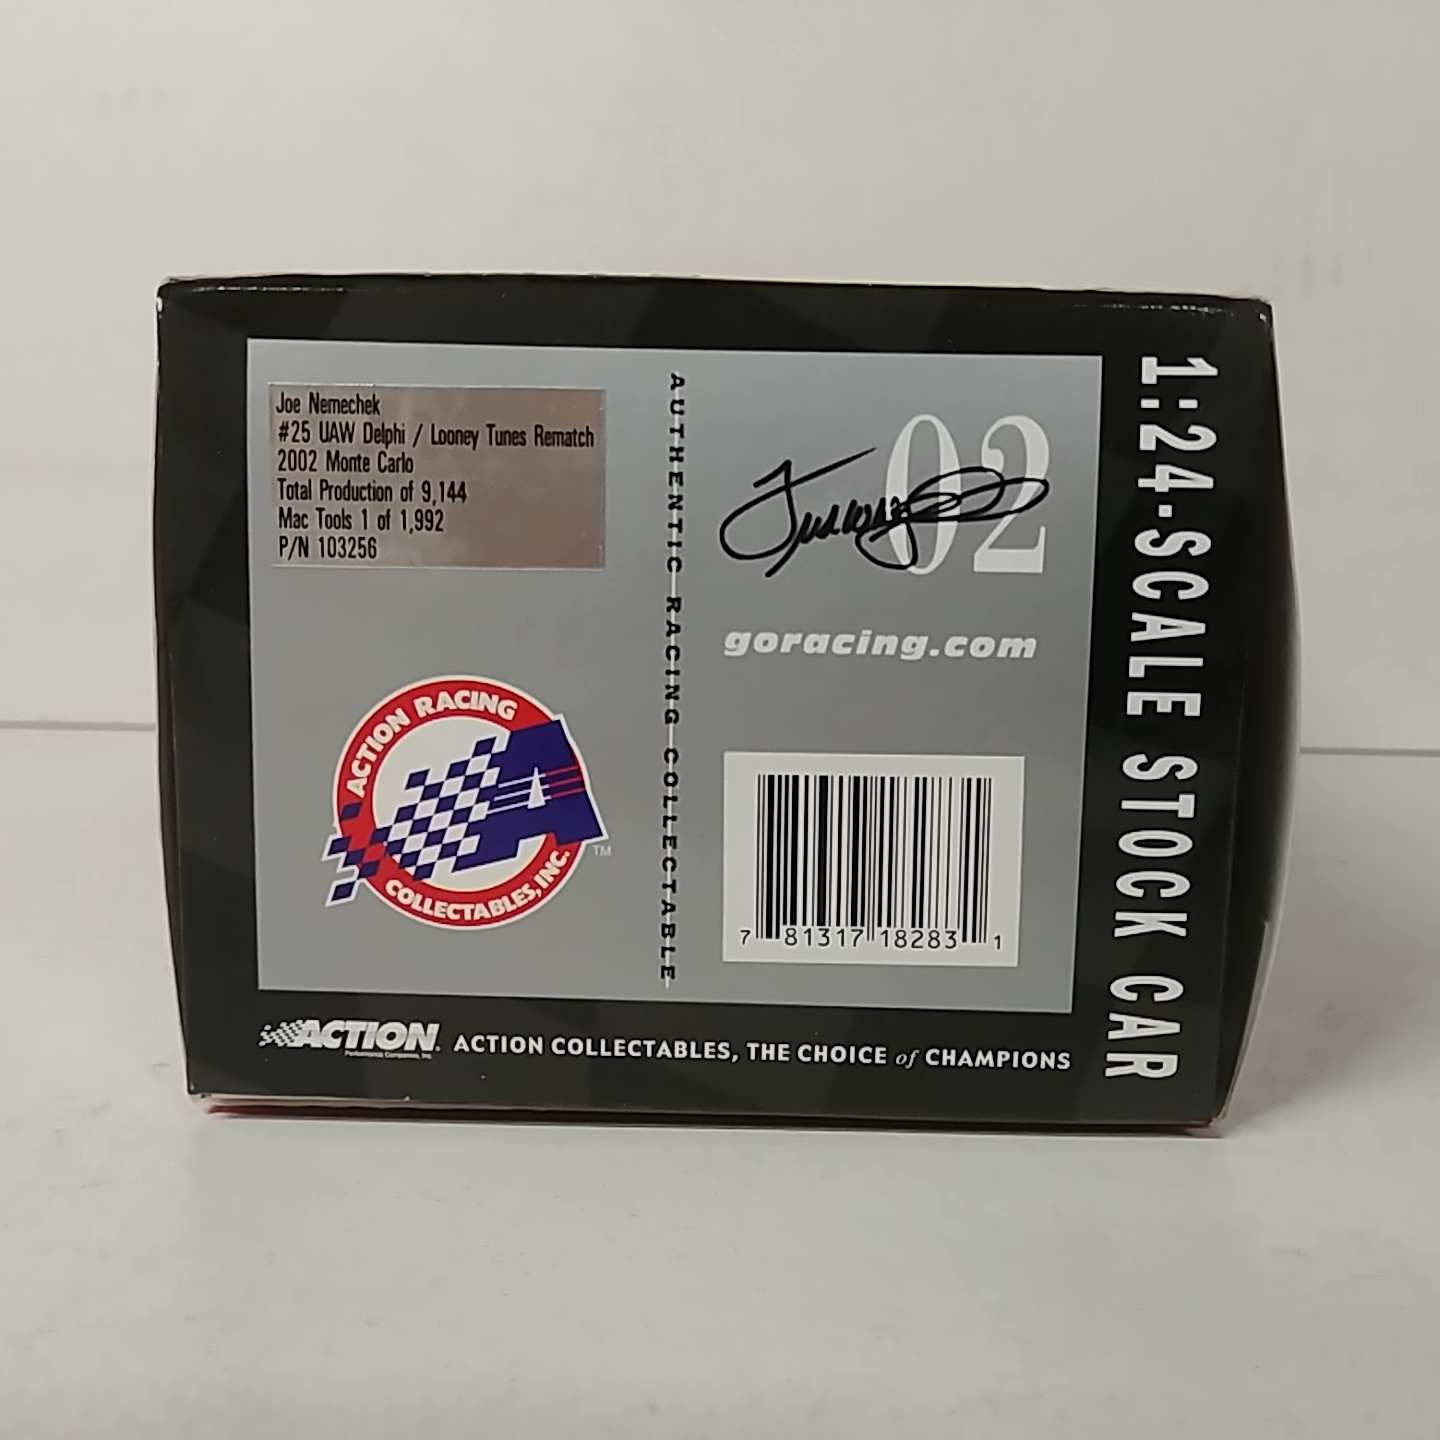 Joe Nemechek
#25 UAW Delphi / Looney Tunes Rematch
2002 Monte Carlo
Total Production of 9,144
Mac Tools 1 of 1,992
P/N 103256
ACTION RACING
COLLECTABLES, INC.
TM
AUTHENTIC RACING COLLECTABLE
02
goracing.com
7 81317 18283 1
1:24-SCALE STOCK CAR
ACTION
ACTION COLLECTABLES, THE CHOICE of CHAMPIONS